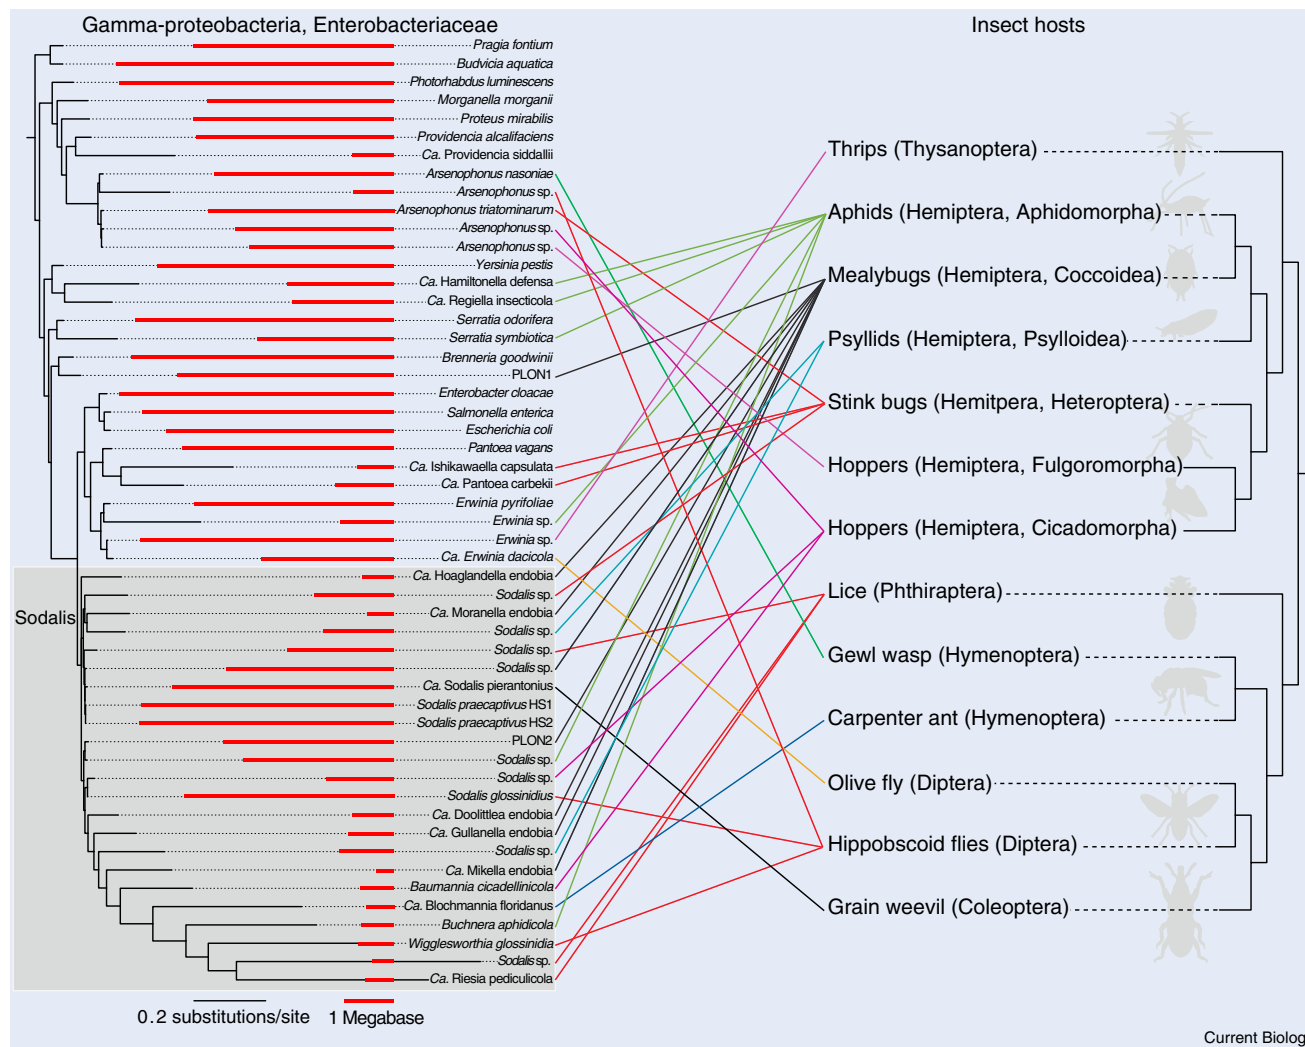 Gamma-proteobacteria, Enterobacteriaceae
Pragia fontium
Budvicia aquatica
Photorhabdus luminescens
Morganella morganii
Proteus mirabilis
Providencia alcalifaciens
Ca. Providencia siddallii
Arsenophonus nasoniae
Arsenophonus sp.
Arsenophonus triatominarum
Arsenophonus sp.
Arsenophonus sp.
Yersinia pestis
Ca. Hamiltonella defensa
Ca. Regiella insecticola
Serratia odorifera
Serratia symbiotica
Brenneria goodwinii
PLON1
Enterobacter cloacae
Salmonella enterica
Escherichia coli
Pantoea vagans
Ca. Ishikawaella capsulata
Ca. Pantoea carbekii
Erwinia pyrifoliae
Erwinia sp.
Erwinia sp.
Ca. Erwinia dacicola
Sodalis
Ca. Hoaglandella endobia
Sodalis sp.
Ca. Moranella endobia
Sodalis sp.
Sodalis sp.
Sodalis sp.
Ca. Sodalis pierantonius
Sodalis praecaptivus HS1
Sodalis praecaptivus HS2
PLON2
Sodalis sp.
Sodalis sp.
Sodalis glossinidius
Ca. Doolittlea endobia
Ca. Gullanella endobia
Sodalis sp.
Ca. Mikella endobia
Baumannia cicadellinicola
Ca. Blochmannia floridanus
Buchnera aphidicola
Wigglesworthia glossinidia
Sodalis sp.
Ca. Riesia pediculicola
0.2 substitutions/site
1 Megabase
Insect hosts
Thrips (Thysanoptera)
Aphids (Hemiptera, Aphidomorpha)
Mealybugs (Hemiptera, Coccoidea)
Psyllids (Hemiptera, Psylloidea)
Stink bugs (Hemitpera, Heteroptera)
Hoppers (Hemiptera, Fulgoromorpha)
Hoppers (Hemiptera, Cicadomorpha)
Lice (Phthiraptera)
Gewl wasp (Hymenoptera)
Carpenter ant (Hymenoptera)
Olive fly (Diptera)
Hippobscoid flies (Diptera)
Grain weevil (Coleoptera)
Current Biolog